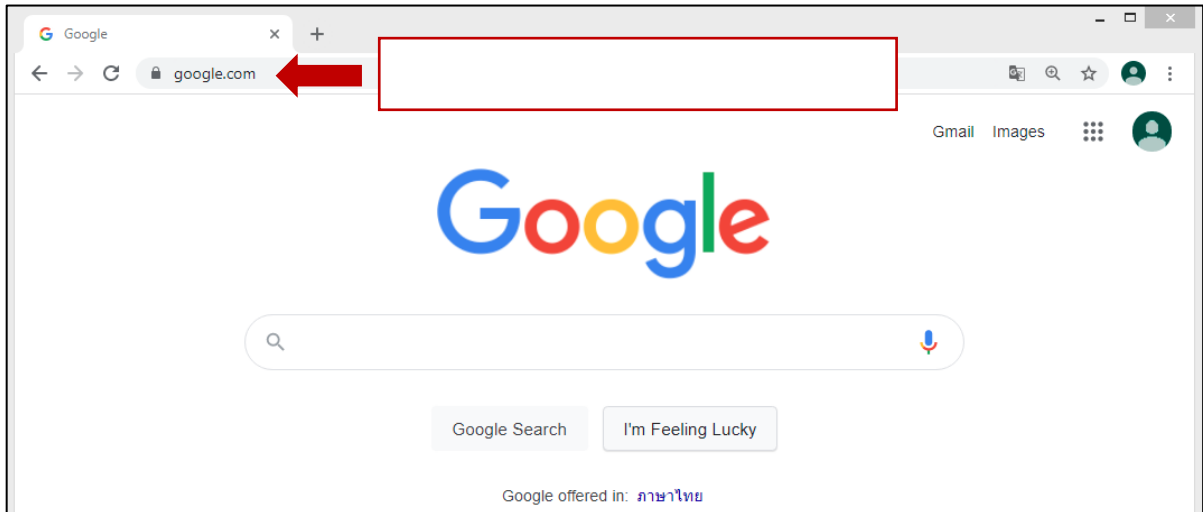 Google
google.com
Gmail Images
Google
Google Search I'm Feeling Lucky
Google offered in: ภาษาไทย